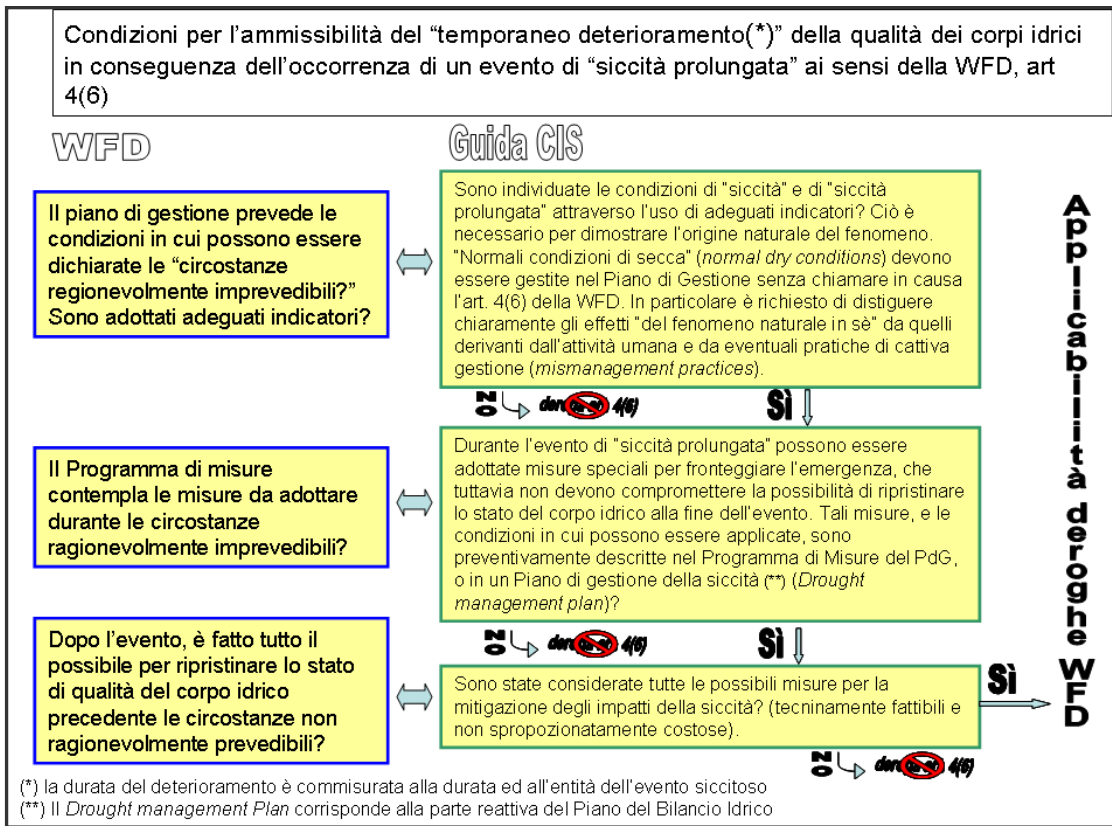 Condizioni per l'ammissibilità del "temporaneo deterioramento(*)" della qualità dei corpi idrici
in conseguenza dell'occorrenza di un evento di "siccità prolungata" ai sensi della WFD, art
4(6)
WFD
Guida CIS
Il piano di gestione prevede le
condizioni in cui possono essere
dichiarate le "circostanze
regionevolmente imprevedibili?"
Sono adottati adeguati indicatori?
Sono individuate le condizioni di "siccità" e di "siccità
prolungata" attraverso l'uso di adeguati indicatori? Ciò è
necessario per dimostrare l'origine naturale del fenomeno.
"Normali condizioni di secca" (normal dry conditions) devono
essere gestite nel Piano di Gestione senza chiamare in causa
l'art. 4(6) della WFD. In particolare è richiesto di distiguere
chiaramente gli effetti "del fenomeno naturale in sè" da quelli
derivanti dall'attività umana e da eventuali pratiche di cattiva
gestione (mismanagement practices).
NO
4(6)
Sì
Il Programma di misure
contempla le misure da adottare
durante le circostanze
ragionevolmente imprevedibili?
Durante l'evento di "siccità prolungata" possono essere
adottate misure speciali per fronteggiare l'emergenza, che
tuttavia non devono compromettere la possibilità di ripristinare
lo stato del corpo idrico alla fine dell'evento. Tali misure, e le
condizioni in cui possono essere applicate, sono
preventivamente descritte nel Programma di Misure del PdG,
o in un Piano di gestione della siccità (**) (Drought
management plan)?
NO
4(6)
Sì
Dopo l'evento, è fatto tutto il
possibile per ripristinare lo stato
di qualità del corpo idrico
precedente le circostanze non
ragionevolmente prevedibili?
Sono state considerate tutte le possibili misure per la
mitigazione degli impatti della siccità? (tecninamente fattibili e
non spropozionatamente costose).
NO
4(6)
Sì
Applicabilità deroghe WFD
(*) la durata del deterioramento è commisurata alla durata ed all'entità dell'evento siccitoso
(**) Il Drought management Plan corrisponde alla parte reattiva del Piano del Bilancio Idrico